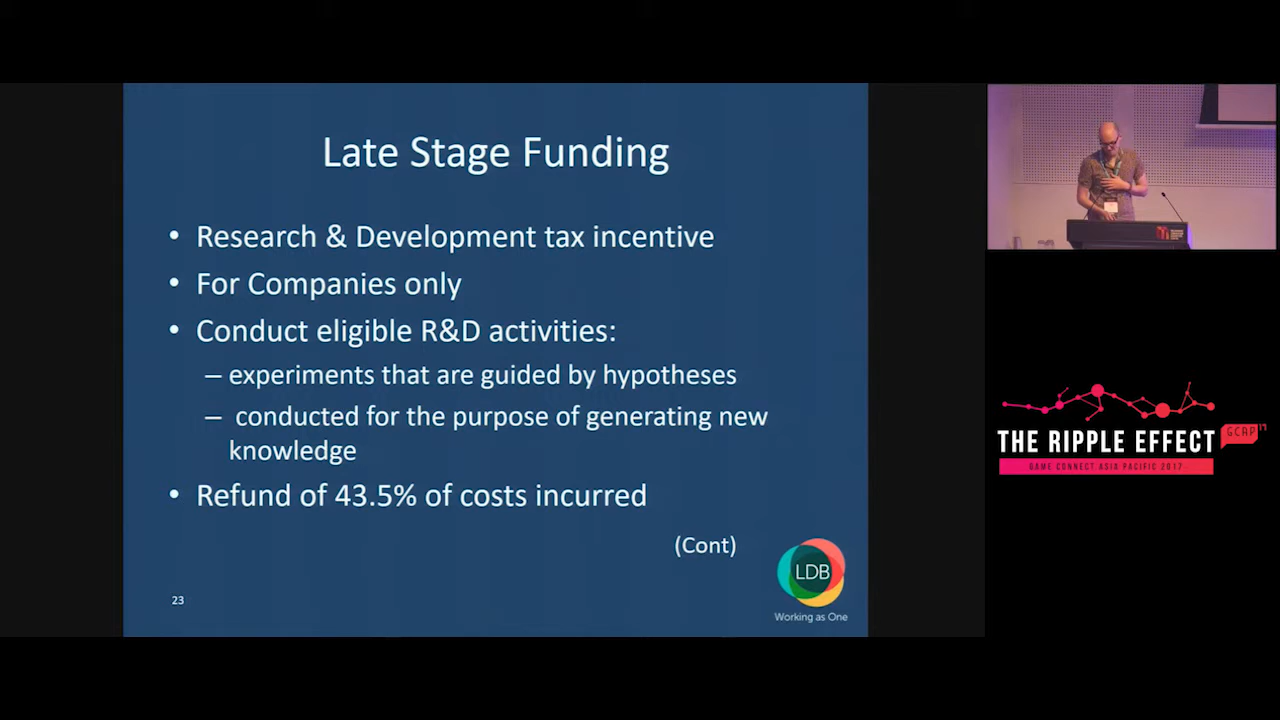 Late Stage Funding
• Research & Development tax incentive
• For Companies only
• Conduct eligible R&D activities:
– experiments that are guided by hypotheses
– conducted for the purpose of generating new
knowledge
• Refund of 43.5% of costs incurred
(Cont)
23
LDB
Working as One
THE RIPPLE EFFECT
GCAP17
GAME CONNECT ASIA PACIFIC 2017